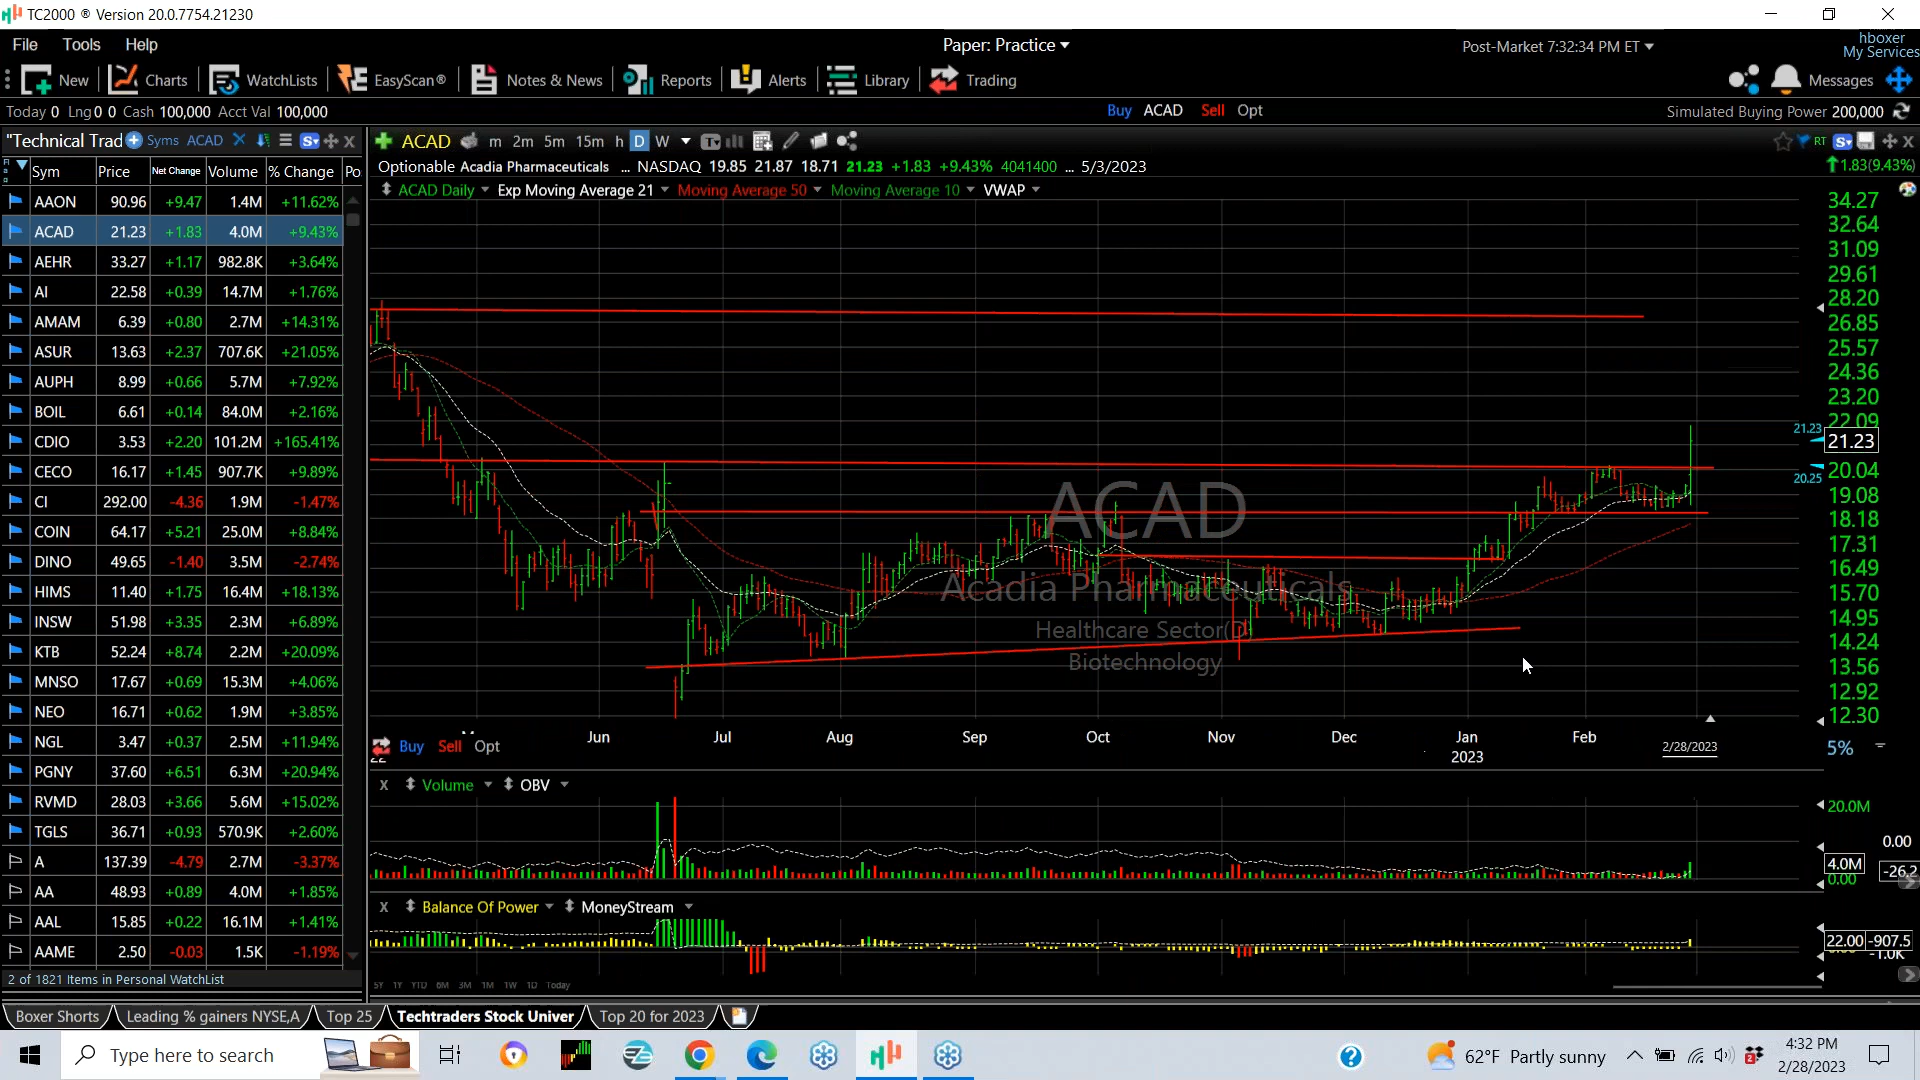 TC2000 ® Version 20.0.7754.21230
File Tools Help Paper: Practice Post-Market 7:32:34 PM ET hboxer
My Services
New Charts WatchLists EasyScan® Notes & News Reports Alerts Library Trading Messages
Today 0 Lng 0 0 Cash 100,000 Acct Val 100,000 Buy ACAD Sell Opt Simulated Buying Power 200,000
"Technical Trad Syms ACAD ACAD m 2m 5m 15m h D W RT
Optionable Acadia Pharmaceuticals ... NASDAQ 19.85 21.87 18.71 21.23 +1.83 +9.43% 4041400 ... 5/3/2023 1.83(9.43%)
ACAD Daily Exp Moving Average 21 Moving Average 50 Moving Average 10 VWAP
Sym Price Net Change Volume % Change Po
AAON 90.96 +9.47 1.4M +11.62%
ACAD 21.23 +1.83 4.0M +9.43%
AEHR 33.27 +1.17 982.8K +3.64%
AI 22.58 +0.39 14.7M +1.76%
AMAM 6.39 +0.80 2.7M +14.31%
ASUR 13.63 +2.37 707.6K +21.05%
AUPH 8.99 +0.66 5.7M +7.92%
BOIL 6.61 +0.14 84.0M +2.16%
CDIO 3.53 +2.20 101.2M +165.41%
CECO 16.17 +1.45 907.7K +9.89%
CI 292.00 -4.36 1.9M -1.47%
COIN 64.17 +5.21 25.0M +8.84%
DINO 49.65 -1.40 3.5M -2.74%
HIMS 11.40 +1.75 16.4M +18.13%
INSW 51.98 +3.35 2.3M +6.89%
KTB 52.24 +8.74 2.2M +20.09%
MNSO 17.67 +0.69 15.3M +4.06%
NEO 16.71 +0.62 1.9M +3.85%
NGL 3.47 +0.37 2.5M +11.94%
PGNY 37.60 +6.51 6.3M +20.94%
RVMD 28.03 +3.66 5.6M +15.02%
TGLS 36.71 +0.93 570.9K +2.60%
A 137.39 -4.79 2.7M -3.37%
AA 48.93 +0.89 4.0M +1.85%
AAL 15.85 +0.22 16.1M +1.41%
AAME 2.50 -0.03 1.5K -1.19%
2 of 1821 Items in Personal WatchList
34.27
32.64
31.09
29.61
28.20
26.85
25.57
24.36
23.20
22.09
21.23 21.23
20.04
20.25
19.08
18.18
17.31
16.49
15.70
14.95
14.24
13.56
12.92
12.30
ACAD
Acadia Pharmaceuticals
Healthcare Sector(D)
Biotechnology
Jun Jul Aug Sep Oct Nov Dec Jan Feb
2023 2/28/2023 5%
Buy Sell Opt
22
X Volume OBV
20.0M
0.00
4.0M
0.00
-26.2
X Balance Of Power MoneyStream
22.00 -907.5
-1.0K
5Y 1Y YTD 6M 3M 1M 1W 1D Today
Boxer Shorts Leading % gainers NYSE,A Top 25 Techtraders Stock Univer Top 20 for 2023
Type here to search 62°F Partly sunny 4:32 PM
2/28/2023